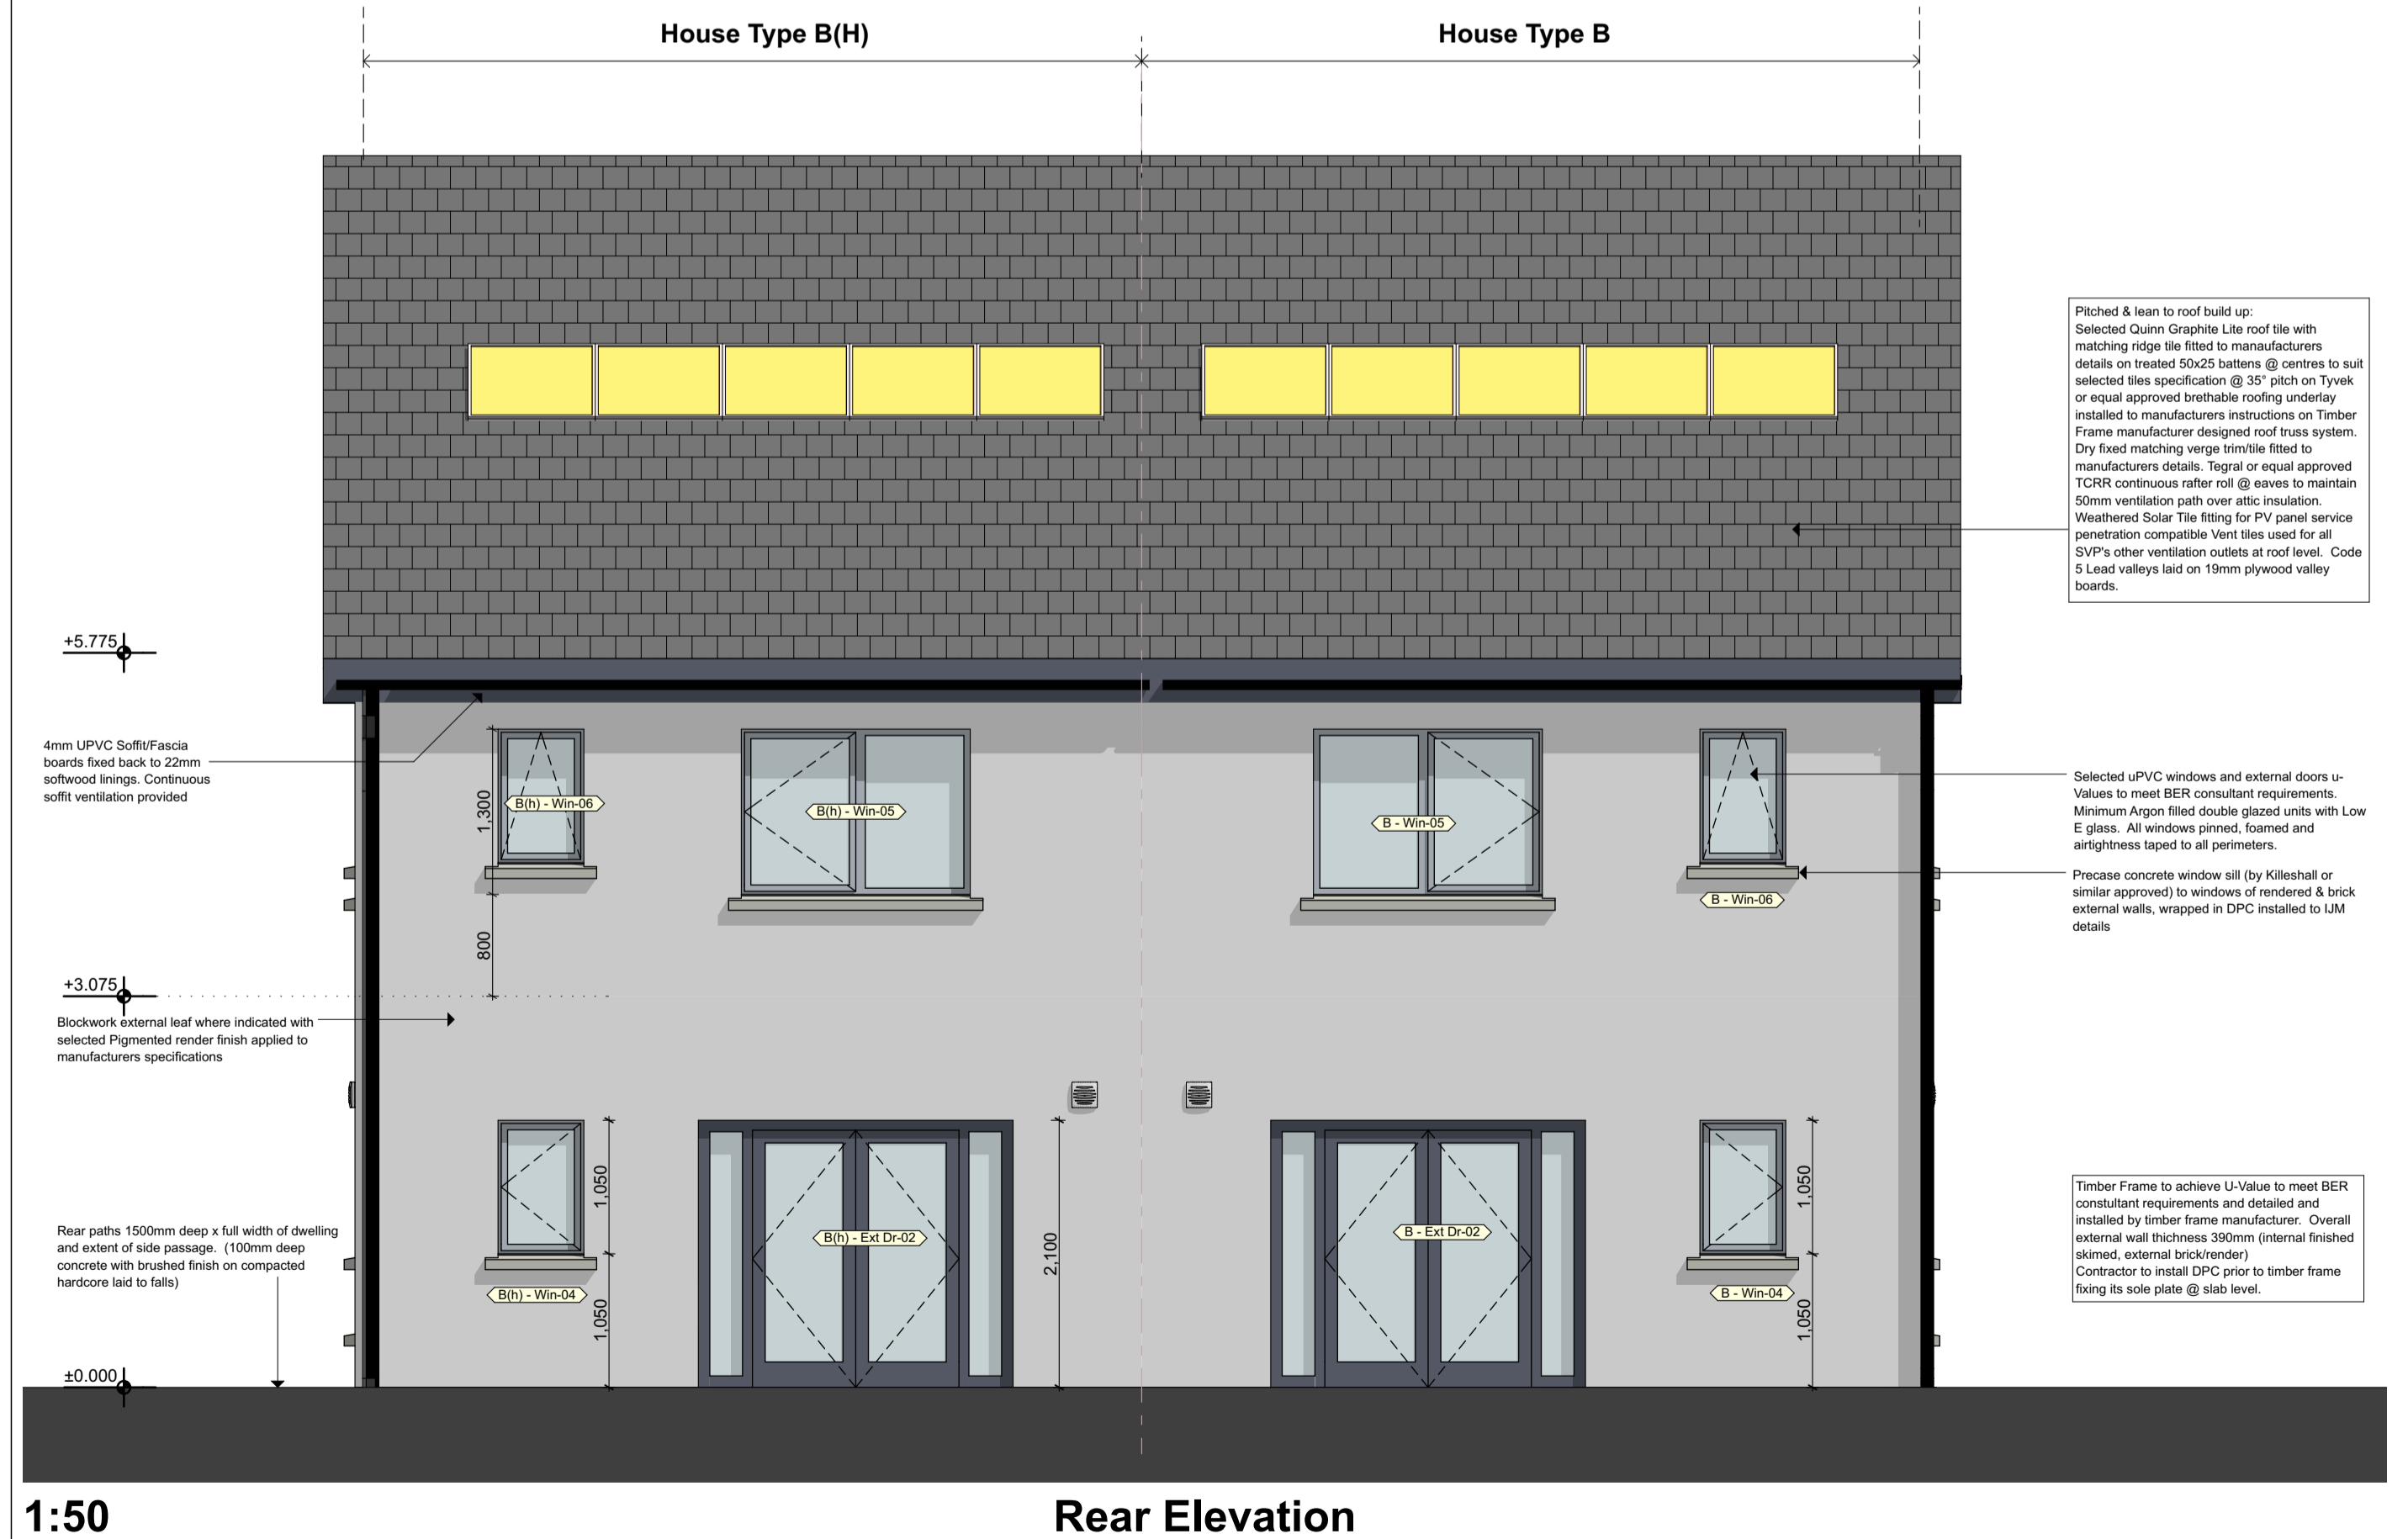 House Type B(H)
House Type B
Pitched & lean to roof build up:
Selected Quinn Graphite Lite roof tile with
matching ridge tile fitted to manaufacturers
details on treated 50x25 battens @ centres to suit
selected tiles specification @ 35° pitch on Tyvek
or equal approved brethable roofing underlay
installed to manufacturers instructions on Timber
Frame manufacturer designed roof truss system.
Dry fixed matching verge trim/tile fitted to
manufacturers details. Tegral or equal approved
TCRR continuous rafter roll @ eaves to maintain
50mm ventilation path over attic insulation.
Weathered Solar Tile fitting for PV panel service
penetration compatible Vent tiles used for all
SVP's other ventilation outlets at roof level.  Code
5 Lead valleys laid on 19mm plywood valley
boards.
+5.775
4mm UPVC Soffit/Fascia
boards fixed back to 22mm
softwood linings. Continuous
soffit ventilation provided
1,300
B(h) - Win-06
B(h) - Win-05
B - Win-05
B - Win-06
Selected uPVC windows and external doors u-
Values to meet BER consultant requirements.
Minimum Argon filled double glazed units with Low
E glass.  All windows pinned, foamed and
airtightness taped to all perimeters.
Precase concrete window sill (by Killeshall or
similar approved) to windows of rendered & brick
external walls, wrapped in DPC installed to IJM
details
800
+3.075
Blockwork external leaf where indicated with
selected Pigmented render finish applied to
manufacturers specifications
1,050
1,050
Rear paths 1500mm deep x full width of dwelling
and extent of side passage.  (100mm deep
concrete with brushed finish on compacted
hardcore laid to falls)
B(h) - Win-04
B(h) - Ext Dr-02
2,100
B - Ext Dr-02
B - Win-04
1,050
1,050
Timber Frame to achieve U-Value to meet BER
constultant requirements and detailed and
installed by timber frame manufacturer.  Overall
external wall thichness 390mm (internal finished
skimed, external brick/render)
Contractor to install DPC prior to timber frame
fixing its sole plate @ slab level.
±0.000
1:50
Rear Elevation